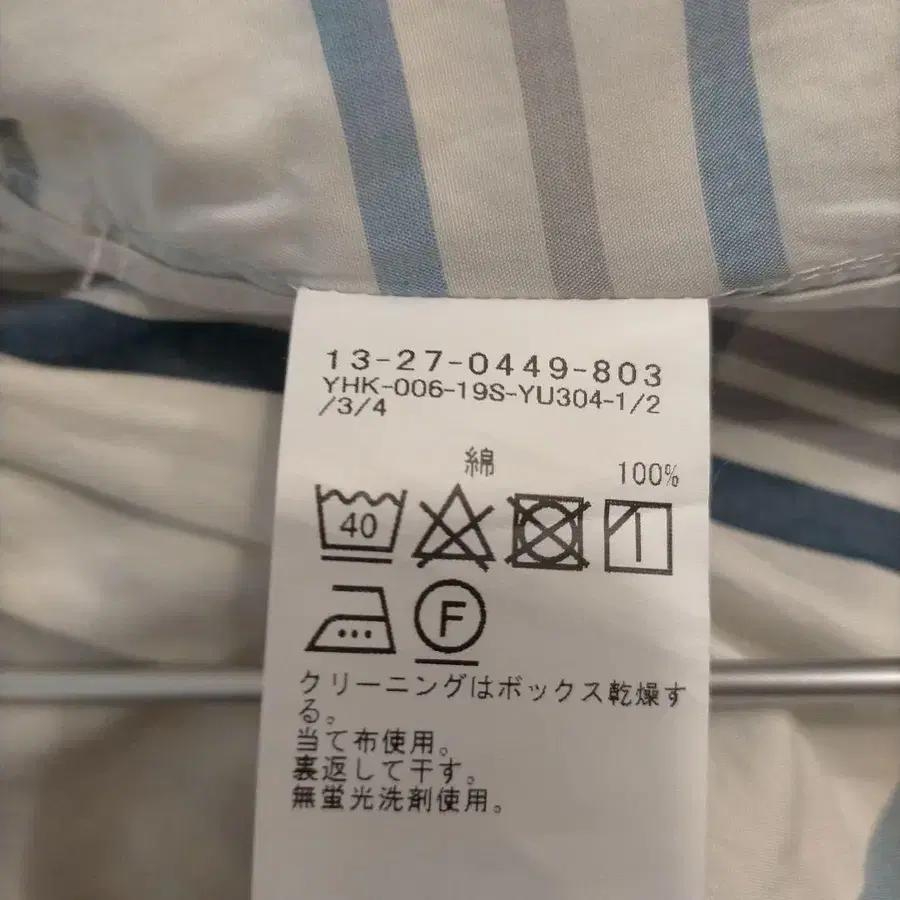 13-27-0449-803
YHK-006-19S-YU304-1/2
/3/4
綿
100%
40
F
クリーニングはボックス乾燥す
る。
当て布使用。
裏返して干す。
無蛍光洗剤使用。